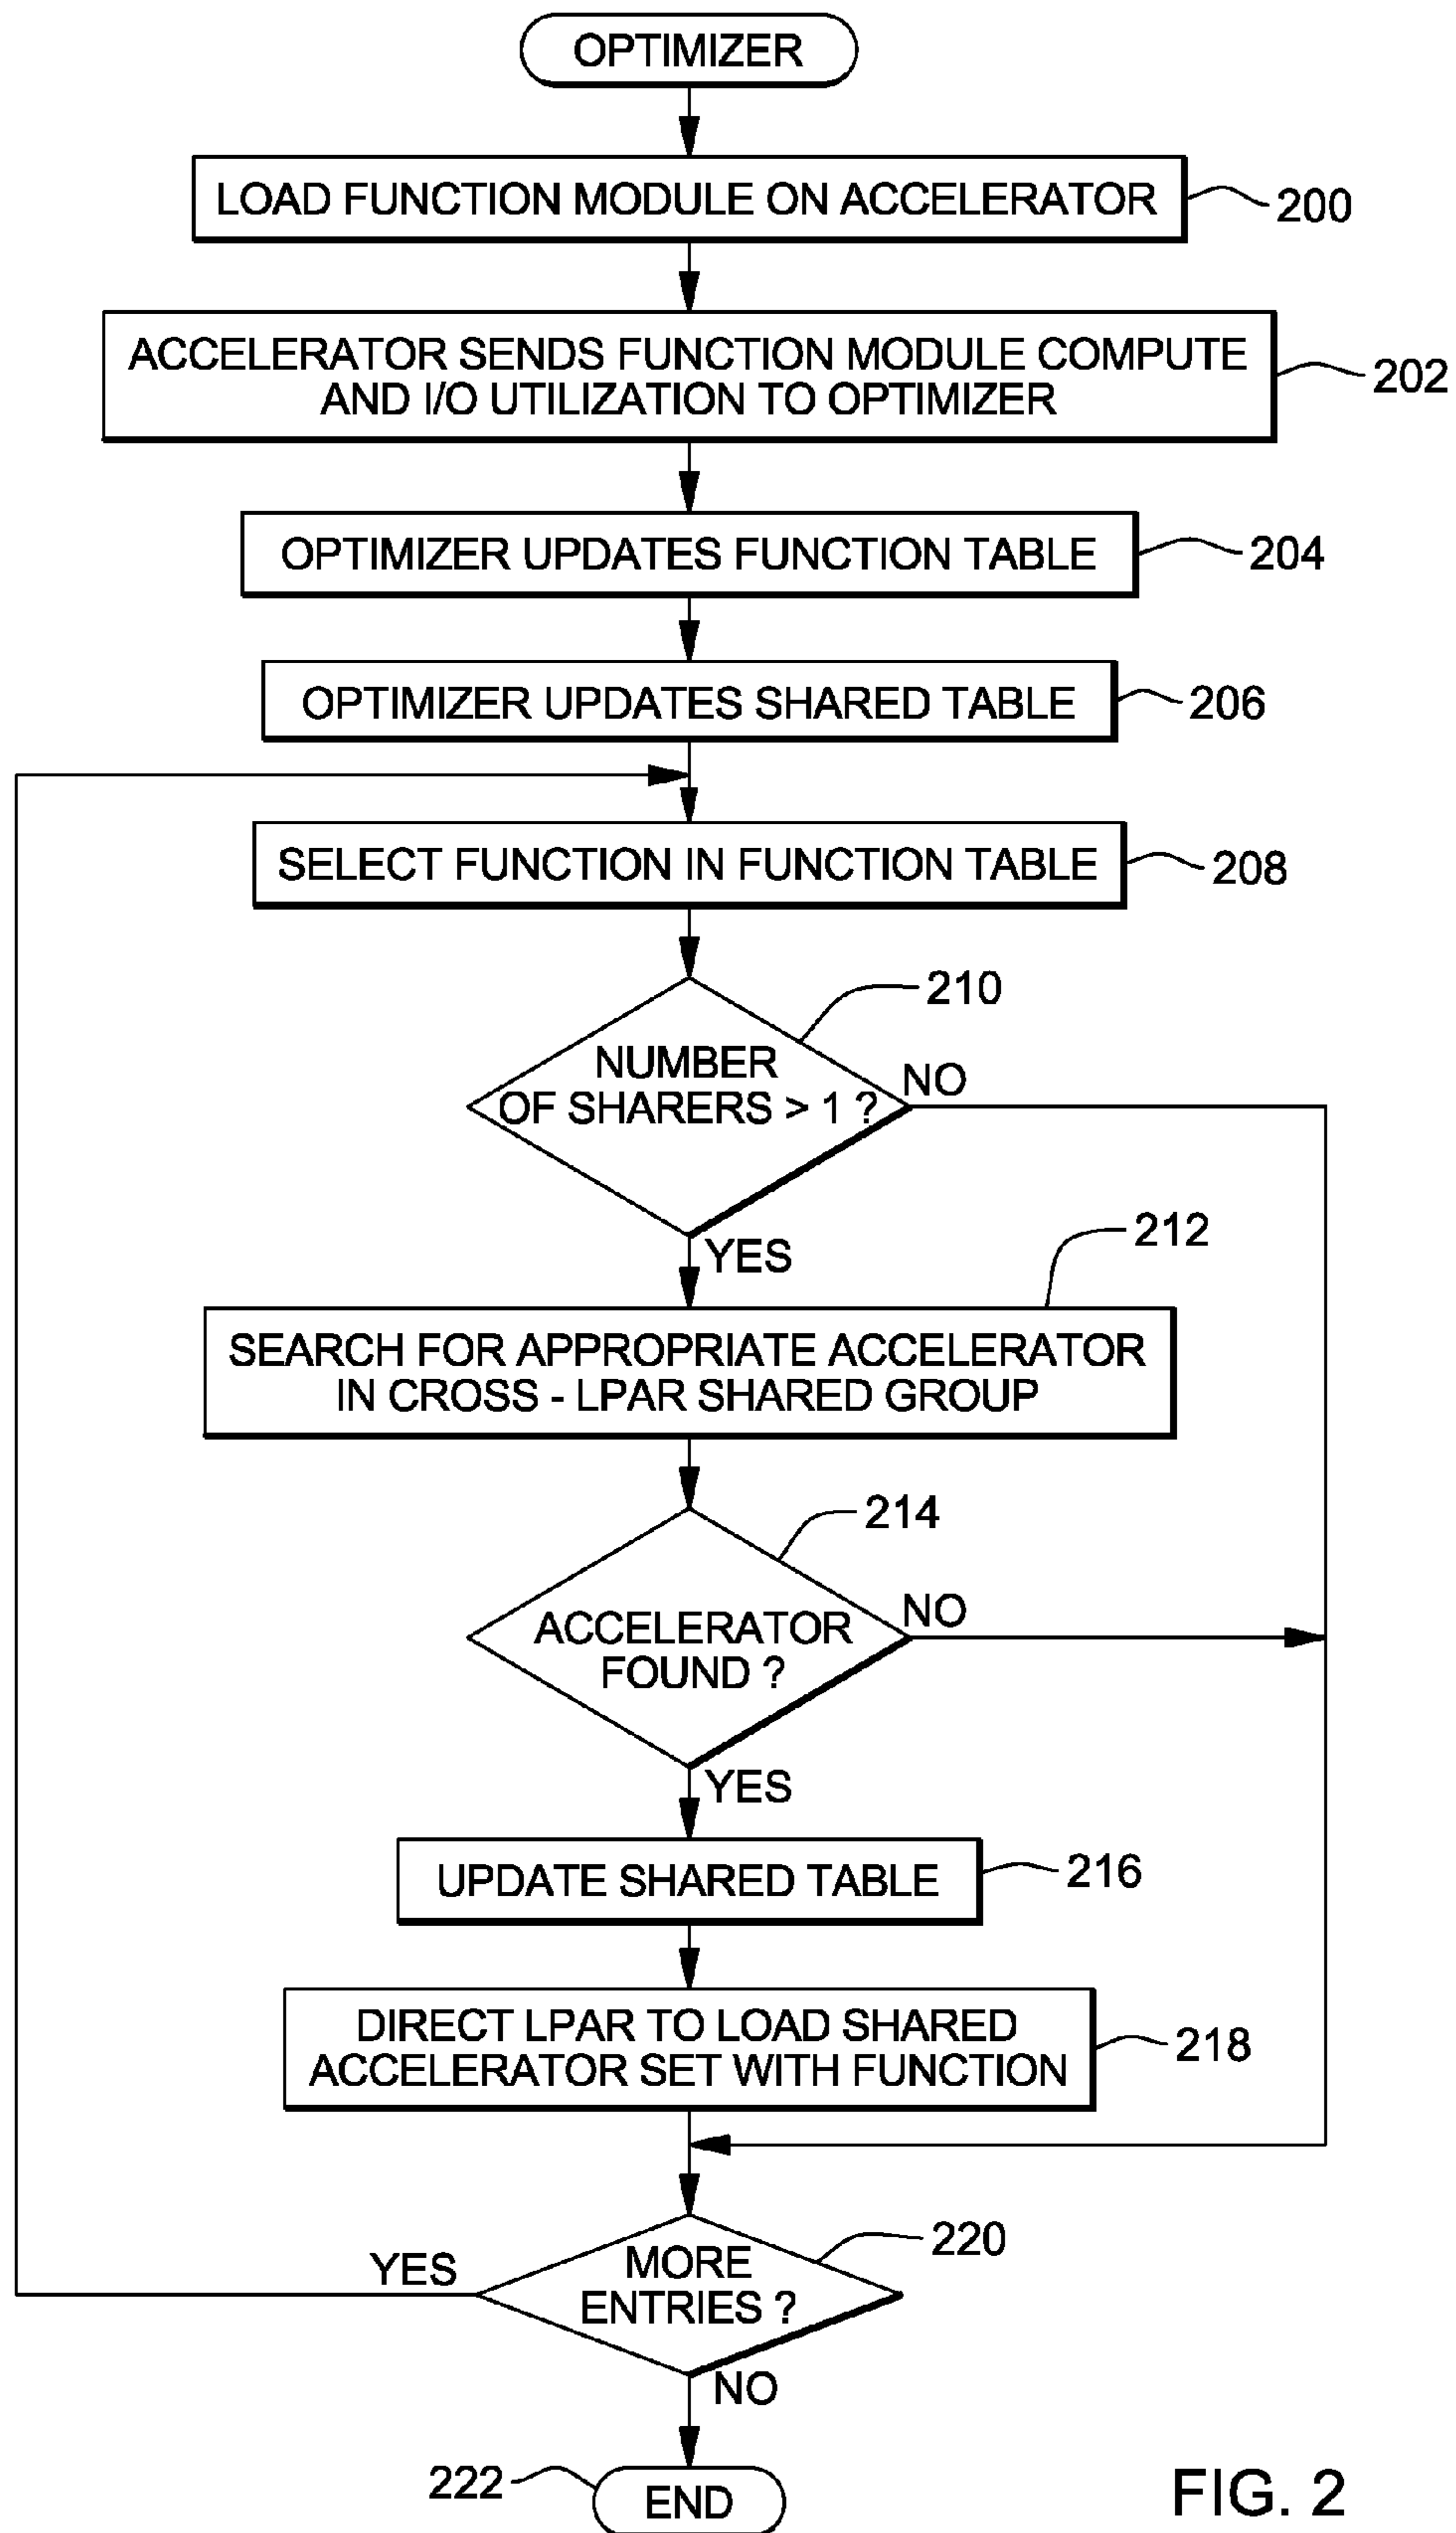 OPTIMIZER
LOAD FUNCTION MODULE ON ACCELERATOR
200
ACCELERATOR SENDS FUNCTION MODULE COMPUTE
AND I/O UTILIZATION TO OPTIMIZER
202
OPTIMIZER UPDATES FUNCTION TABLE
204
OPTIMIZER UPDATES SHARED TABLE
206
SELECT FUNCTION IN FUNCTION TABLE
208
210
NUMBER
OF SHARERS > 1 ?
NO
YES
212
SEARCH FOR APPROPRIATE ACCELERATOR
IN CROSS - LPAR SHARED GROUP
214
ACCELERATOR
FOUND ?
NO
YES
UPDATE SHARED TABLE
216
DIRECT LPAR TO LOAD SHARED
ACCELERATOR SET WITH FUNCTION
218
220
MORE
ENTRIES ?
YES
NO
222
END
FIG. 2